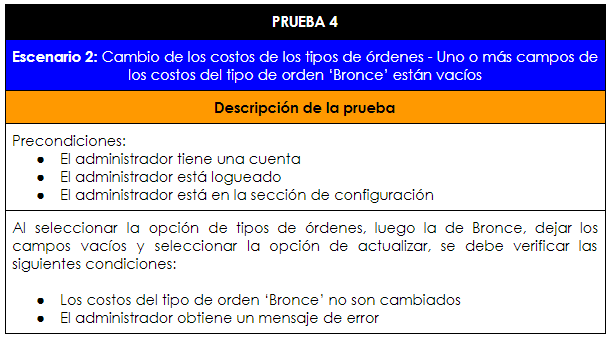 PRUEBA 4
Escenario 2: Cambio de los costos de los tipos de órdenes - Uno o más campos de
los costos del tipo de orden ‘Bronce’ están vacíos
Descripción de la prueba
Precondiciones:
● El administrador tiene una cuenta
● El administrador está logueado
● El administrador está en la sección de configuración
Al seleccionar la opción de tipos de órdenes, luego la de Bronce, dejar los
campos vacíos y seleccionar la opción de actualizar, se debe verificar las
siguientes condiciones:
● Los costos del tipo de orden ‘Bronce’ no son cambiados
● El administrador obtiene un mensaje de error